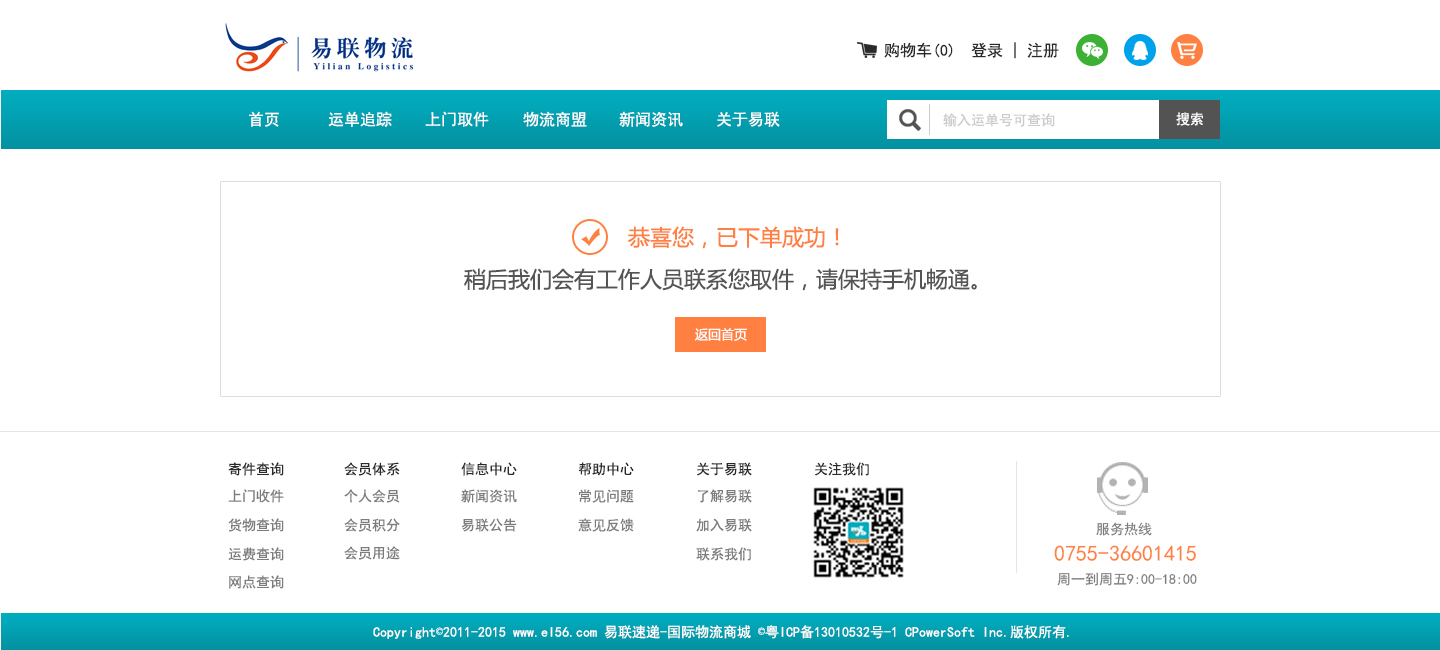 易联物流
Yilian Logistics
购物车(0) 登录 | 注册
首页 运单追踪 上门取件 物流商盟 新闻资讯 关于易联
输入运单号可查询 搜索
恭喜您，已下单成功！
稍后我们会有工作人员联系您取件，请保持手机畅通。
返回首页
寄件查询
上门收件
货物查询
运费查询
网点查询
会员体系
个人会员
会员积分
会员用途
信息中心
新闻资讯
易联公告
帮助中心
常见问题
意见反馈
关于易联
了解易联
加入易联
联系我们
关注我们
服务热线
0755-36601415
周一到周五9:00-18:00
Copyright©2011-2015 www.el56.com 易联速递-国际物流商城 ©粤ICP备13010532号-1 CPowerSoft Inc.版权所有.